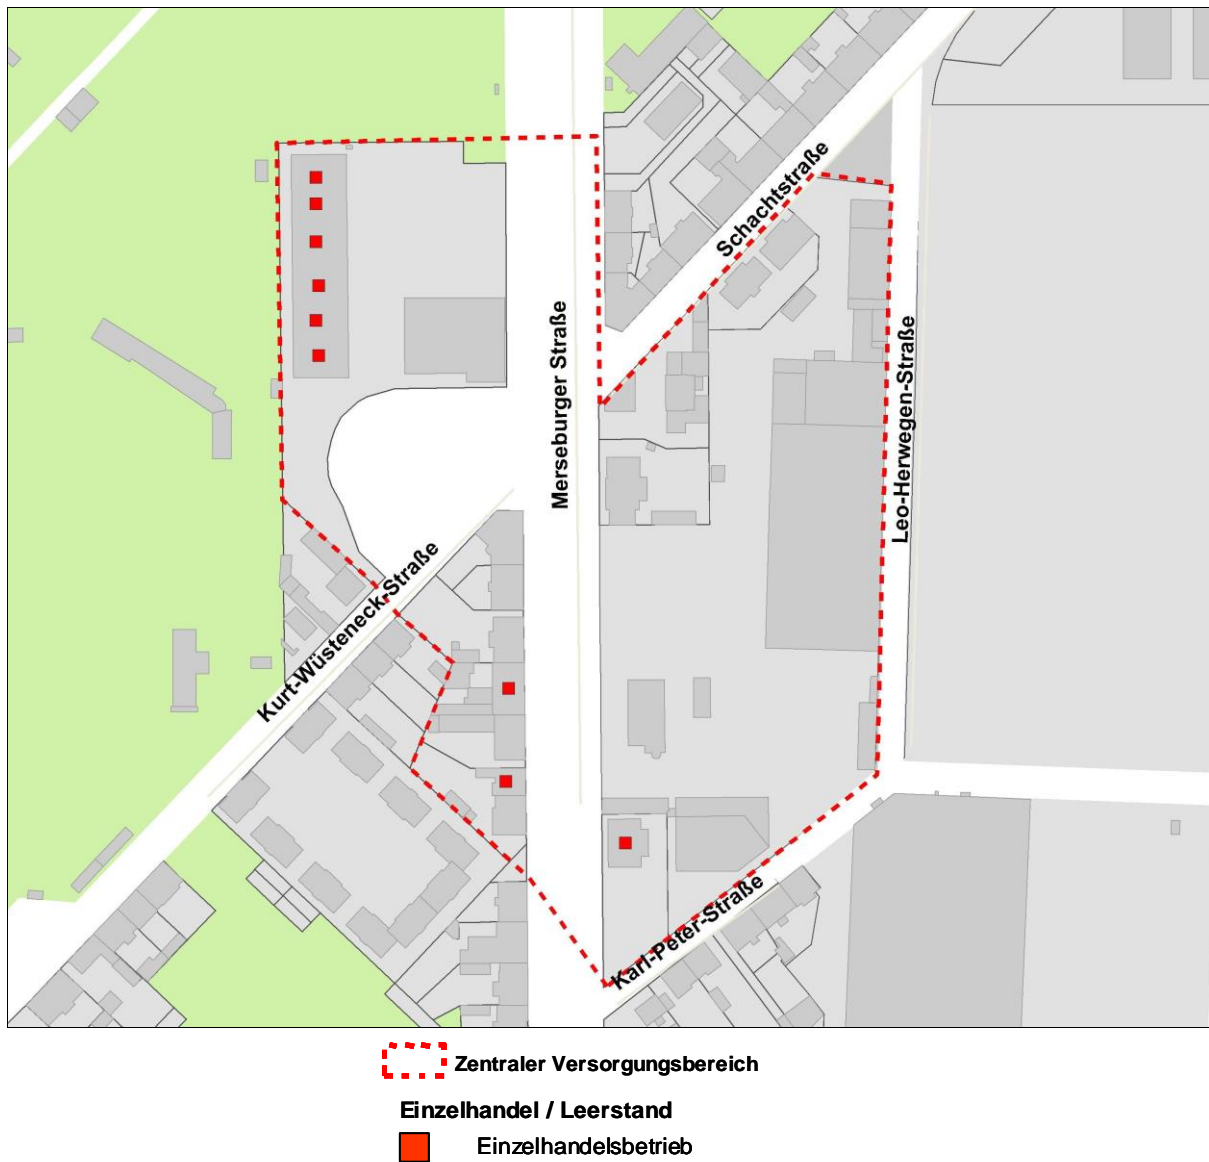 Schachtstraße
Merseburger Straße
Leo-Herwegen-Straße
Kurt-Wüsteneck-Straße
Karl-Peter-Straße
Zentraler Versorgungsbereich
Einzelhandel / Leerstand
Einzelhandelsbetrieb